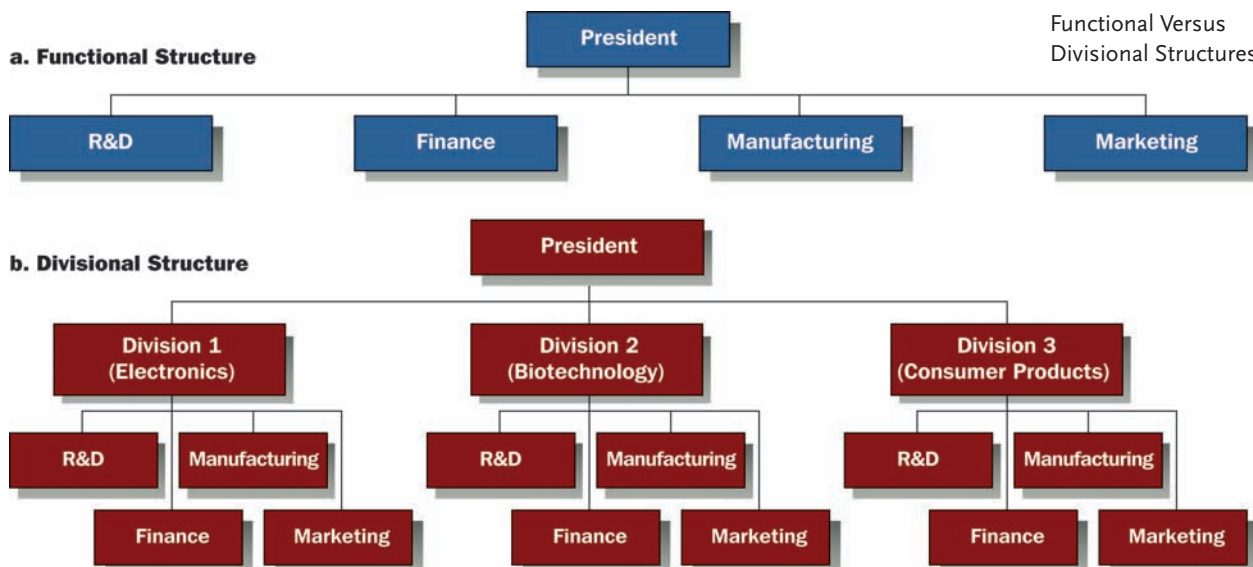 Functional Versus
Divisional Structures
a. Functional Structure
President
R&D
Finance
Manufacturing
Marketing
b. Divisional Structure
President
Division 1
(Electronics)
Division 2
(Biotechnology)
Division 3
(Consumer Products)
R&D
Manufacturing
Finance
Marketing
R&D
Manufacturing
Finance
Marketing
R&D
Manufacturing
Finance
Marketing